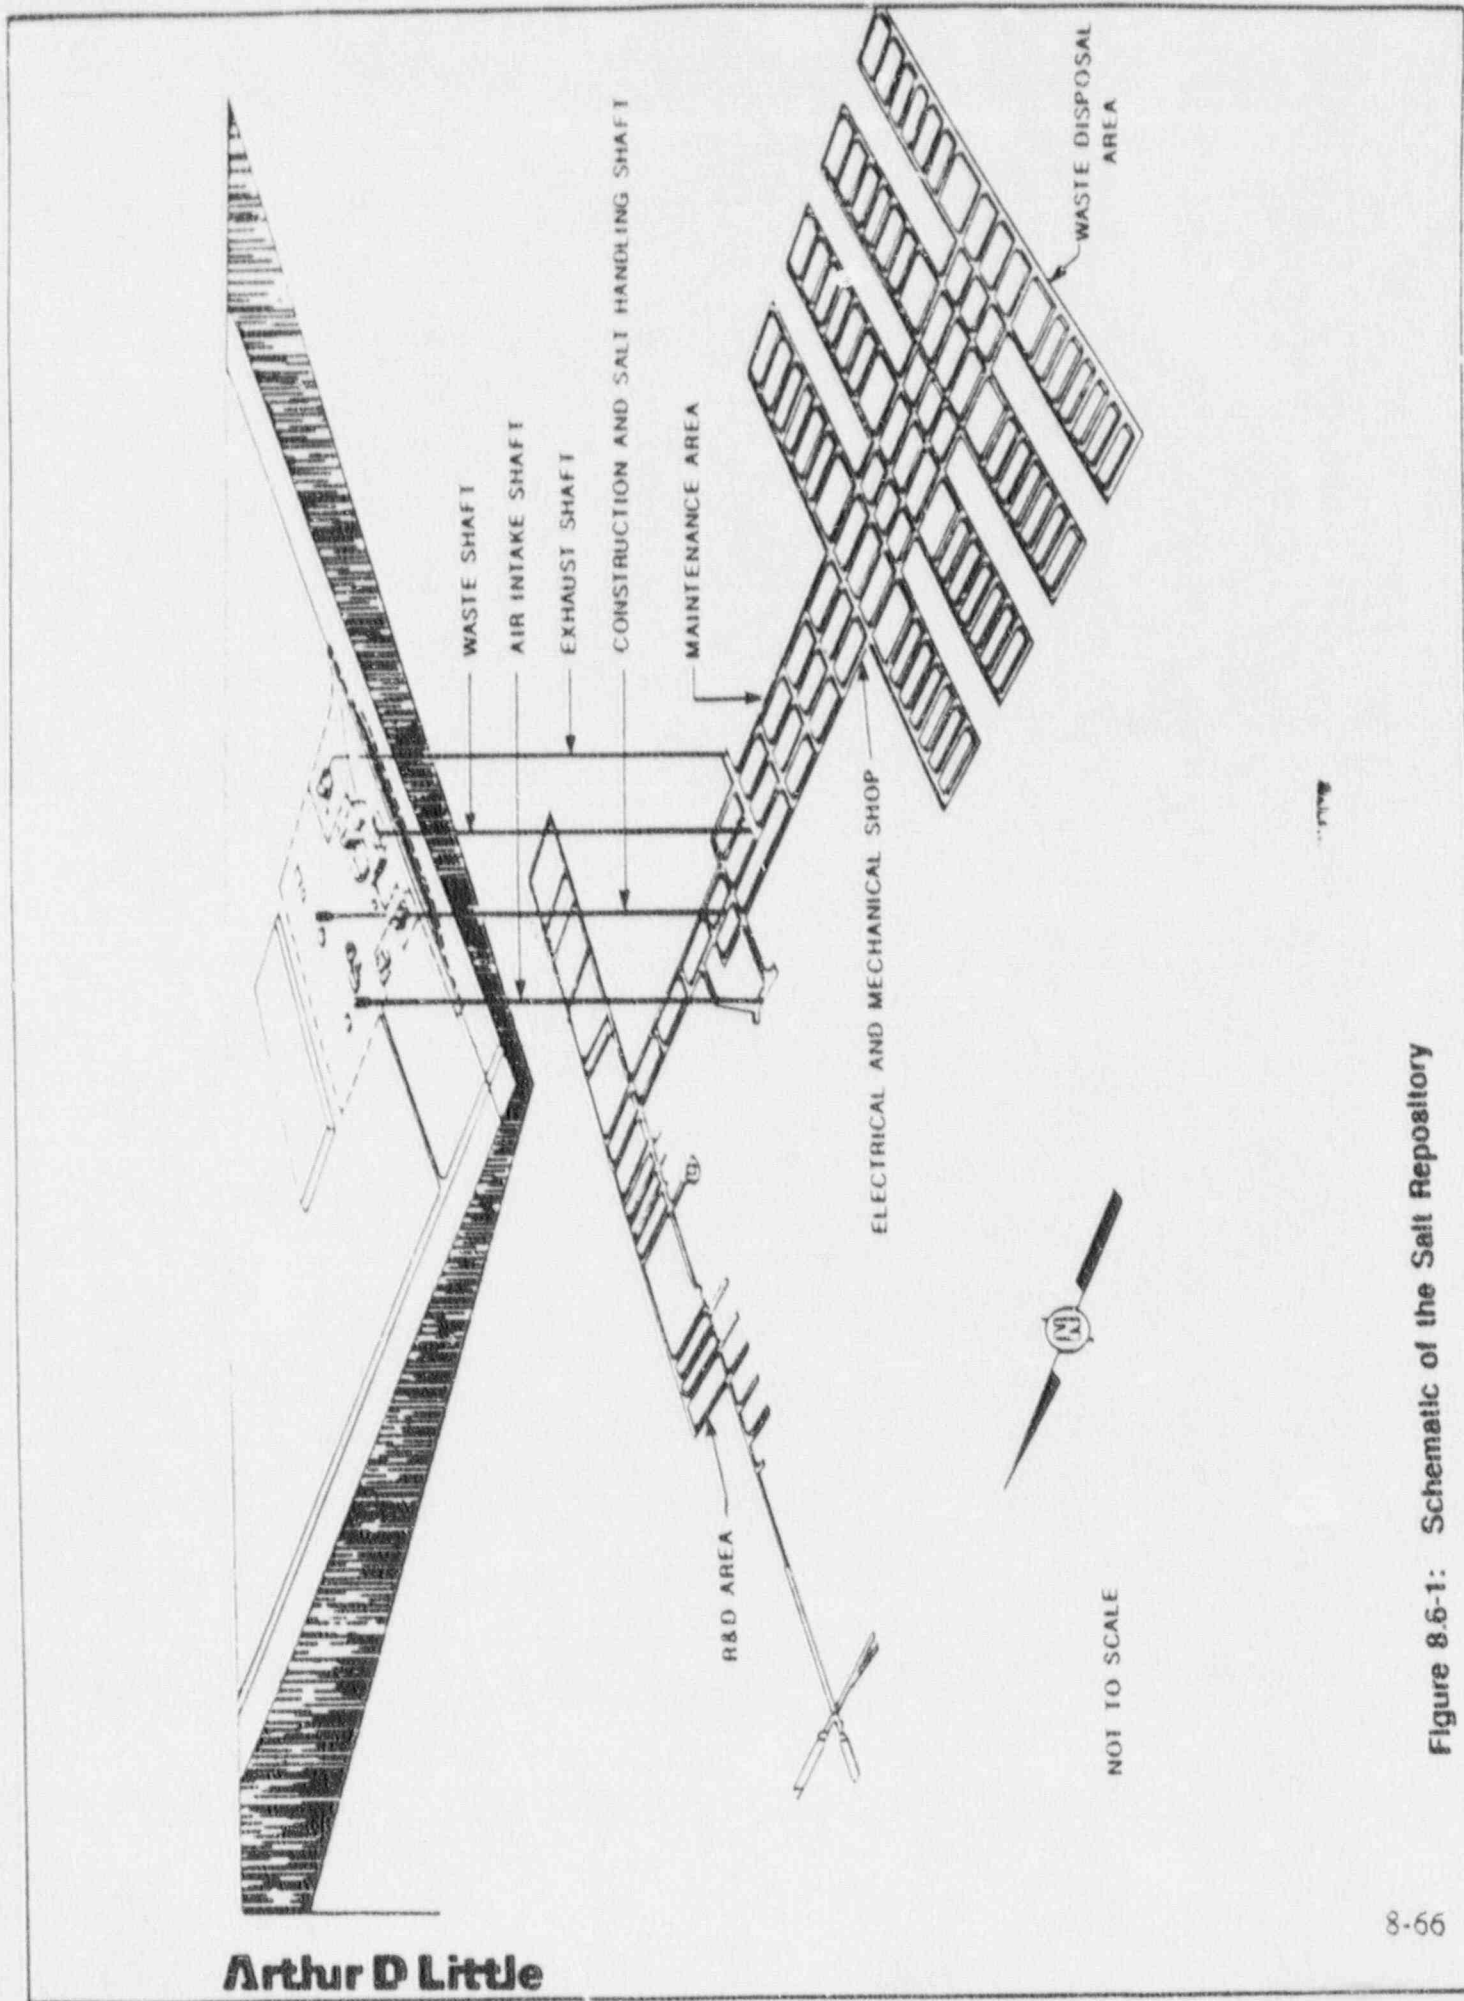 WASTE SHAFT
AIR INTAKE SHAFT
EXHAUST SHAFT
CONSTRUCTION AND SALT HANDLING SHAFT
MAINTENANCE AREA
WASTE DISPOSAL
AREA
ELECTRICAL AND MECHANICAL SHOP
R&D AREA
N
NOT TO SCALE
Figure 8.6-1: Schematic of the Salt Repository
Arthur D Little
8-66